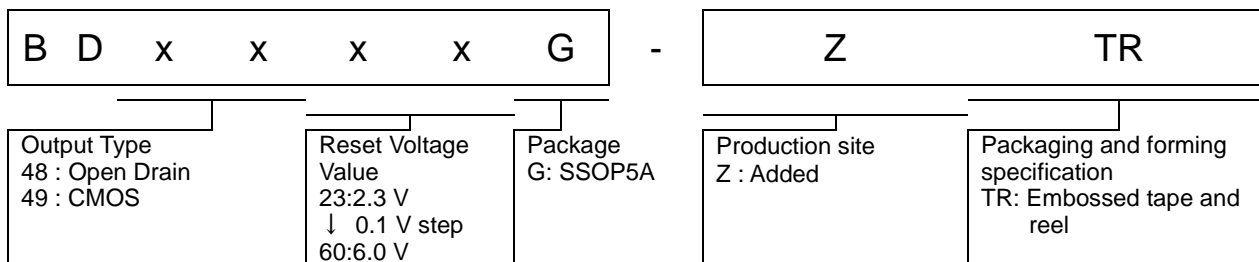 B D x x x x G - Z TR
Output Type
48 : Open Drain
49 : CMOS
Reset Voltage
Value
23:2.3 V
↓ 0.1 V step
60:6.0 V
Package
G: SSOP5A
Production site
Z : Added
Packaging and forming
specification
TR: Embossed tape and
reel